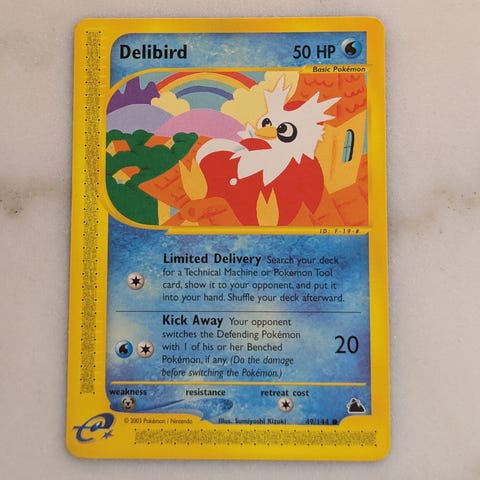 Delibird 50 HP
Basic Pokémon
ID: F-19-#
Limited Delivery Search your deck
for a Technical Machine or Pokémon Tool
card, show it to your opponent, and put it
into your hand. Shuffle your deck afterward.
Kick Away Your opponent
switches the Defending Pokémon
with 1 of his or her Benched
Pokémon, if any. (Do the damage
before switching the Pokémon.)
20
weakness resistance retreat cost
e
© 2003 Pokémon / Nintendo Illus. Sumiyoshi Kizuki 49/144